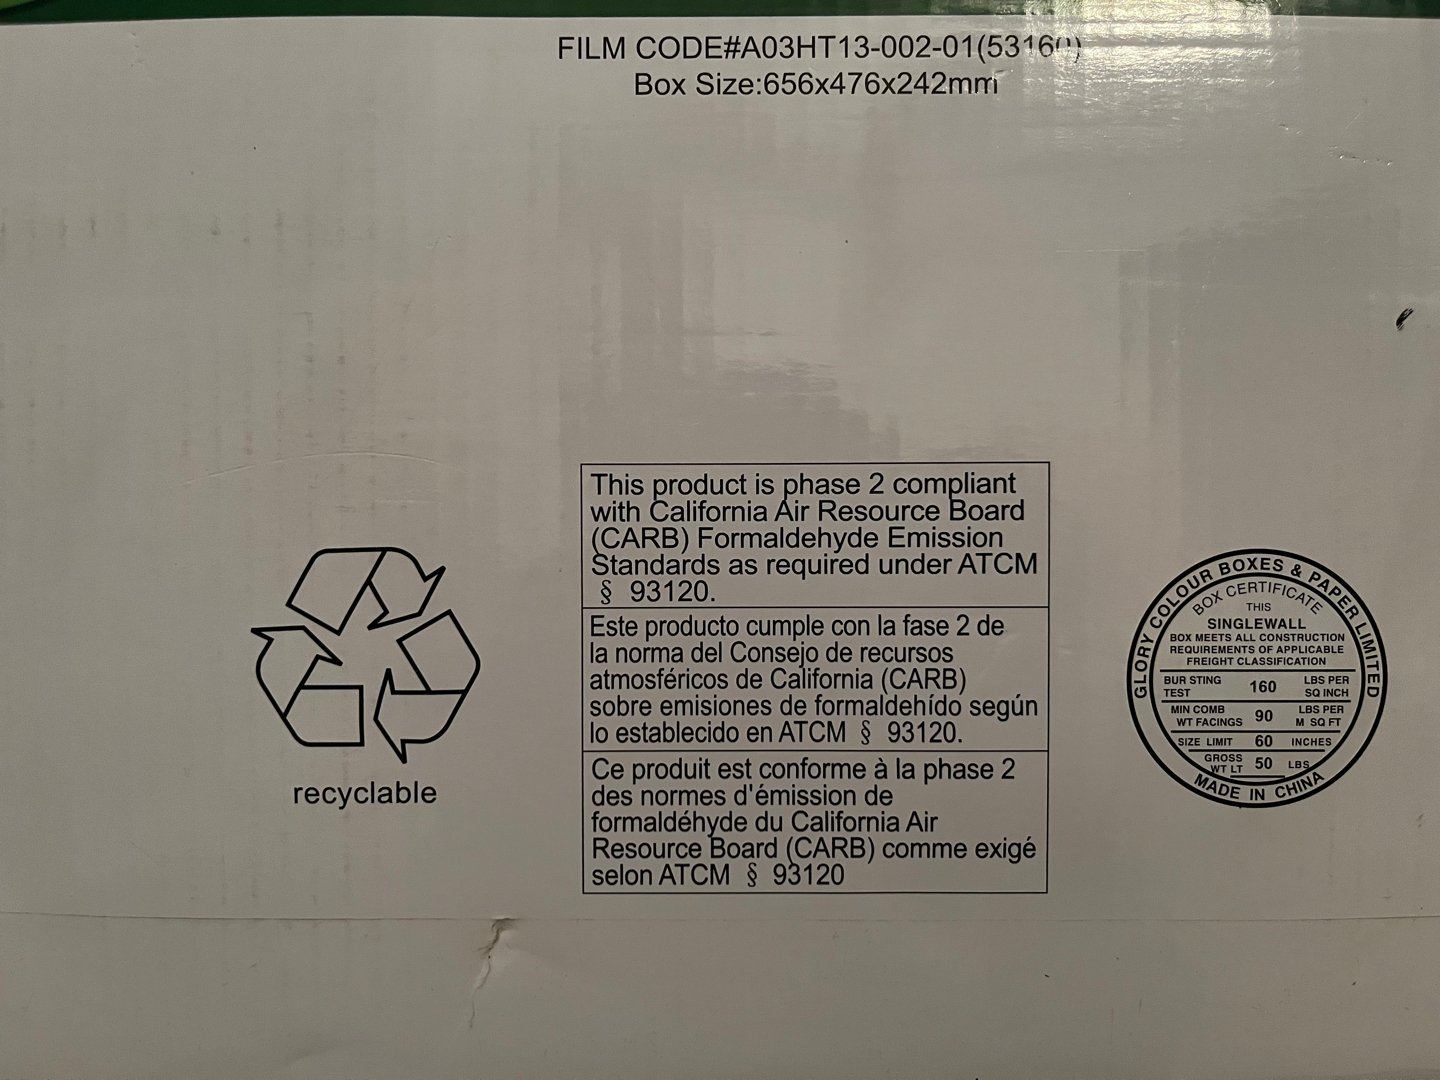 FILM CODE#A03HT13-002-01(53160)
Box Size:656x476x242mm
This product is phase 2 compliant
with California Air Resource Board
(CARB) Formaldehyde Emission
Standards as required under ATCM
§ 93120.
Este producto cumple con la fase 2 de
la norma del Consejo de recursos
atmosféricos de California (CARB)
sobre emisiones de formaldehído según
lo establecido en ATCM § 93120.
Ce produit est conforme à la phase 2
des normes d'émission de
formaldéhyde du California Air
Resource Board (CARB) comme exigé
selon ATCM § 93120
recyclable
GLORY COLOUR BOXES & PAPER LIMITED
BOX CERTIFICATE
THIS
SINGLEWALL
BOX MEETS ALL CONSTRUCTION
REQUIREMENTS OF APPLICABLE
FREIGHT CLASSIFICATION
BUR STING TEST 160 LBS PER SQ INCH
MIN COMB WT FACINGS 90 LBS PER M SQ FT
SIZE LIMIT 60 INCHES
GROSS WT LT 50 LBS
MADE IN CHINA